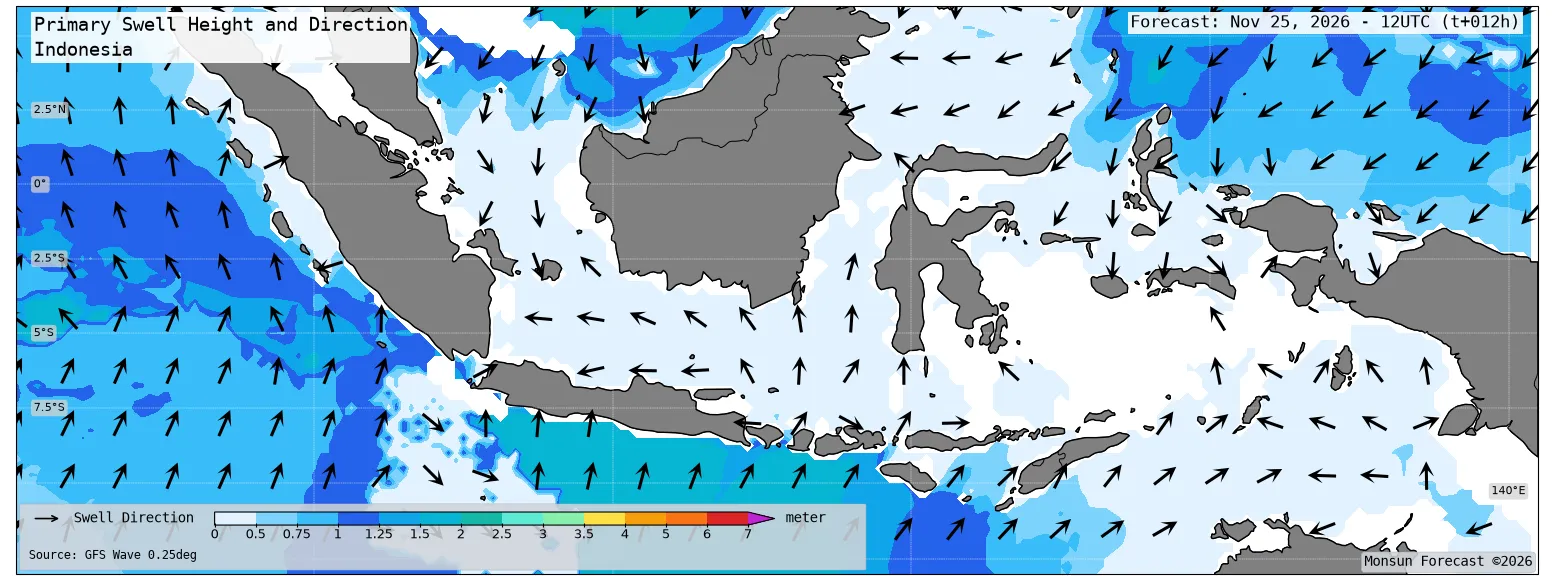 Primary Swell Height and Direction
Indonesia
Forecast: Nov 25, 2026 - 12UTC (t+012h)
2.5°N
0°
2.5°S
5°S
7.5°S
140°E
Swell Direction
0 0.5 0.75 1 1.25 1.5 2 2.5 3 3.5 4 5 6 7
meter
Source: GFS Wave 0.25deg
Monsun Forecast ©2026